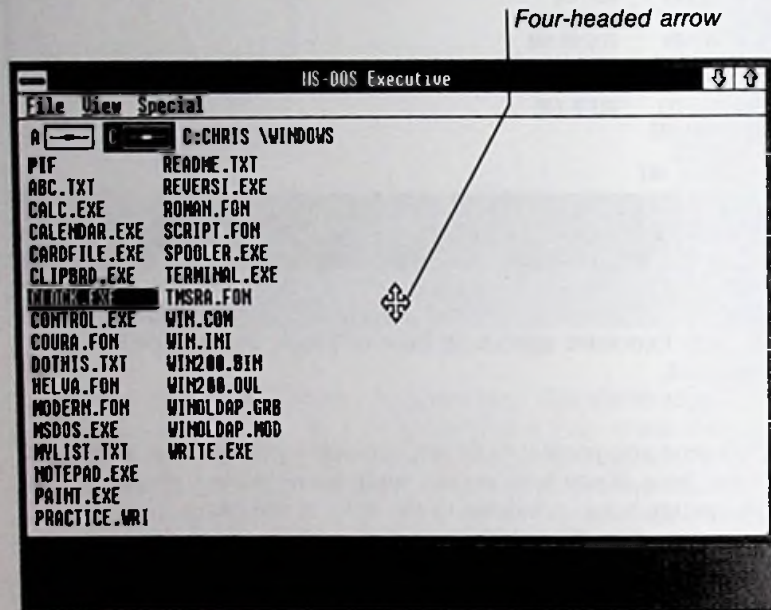 Four-headed arrow
MS-DOS Executive
File View Special
A C C:CHRIS \WINDOWS
PIF README.TXT
ABC.TXT REVERSI.EXE
CALC.EXE ROMAN.FON
CALENDAR.EXE SCRIPT.FON
CARDFILE.EXE SPOOLER.EXE
CLIPBRD.EXE TERMINAL.EXE
CLOCK.EXE TMSRA.FON
CONTROL.EXE WIN.COM
COURA.FON WIN.INI
DOTHIS.TXT WIN200.BIN
HELVA.FON WIN200.OVL
MODERN.FON WINOLDAP.GRB
MSDOS.EXE WINOLDAP.MOD
MYLIST.TXT WRITE.EXE
NOTEPAD.EXE
PAINT.EXE
PRACTICE.WRI